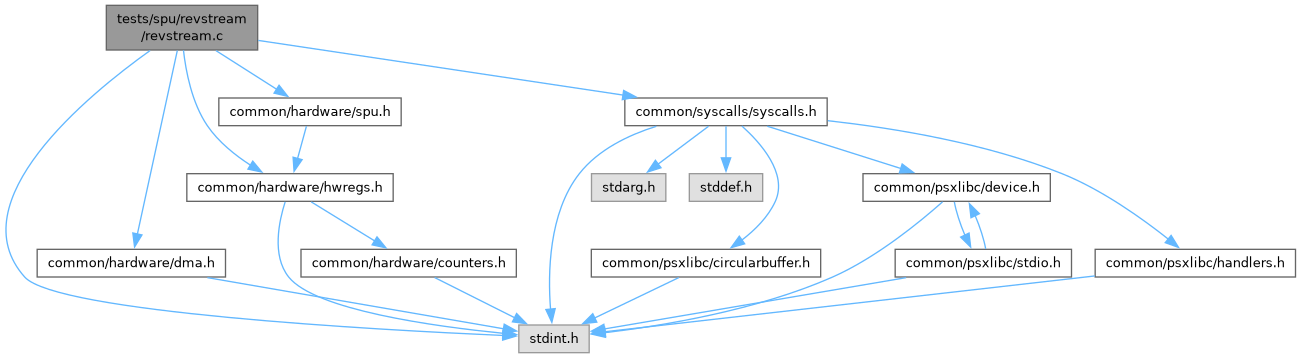 tests/spu/revstream
/revstream.c
common/hardware/spu.h
common/syscalls/syscalls.h
common/hardware/hwregs.h
stdarg.h
stddef.h
common/psxlibc/device.h
common/hardware/dma.h
common/hardware/counters.h
common/psxlibc/circularbuffer.h
common/psxlibc/stdio.h
common/psxlibc/handlers.h
stdint.h